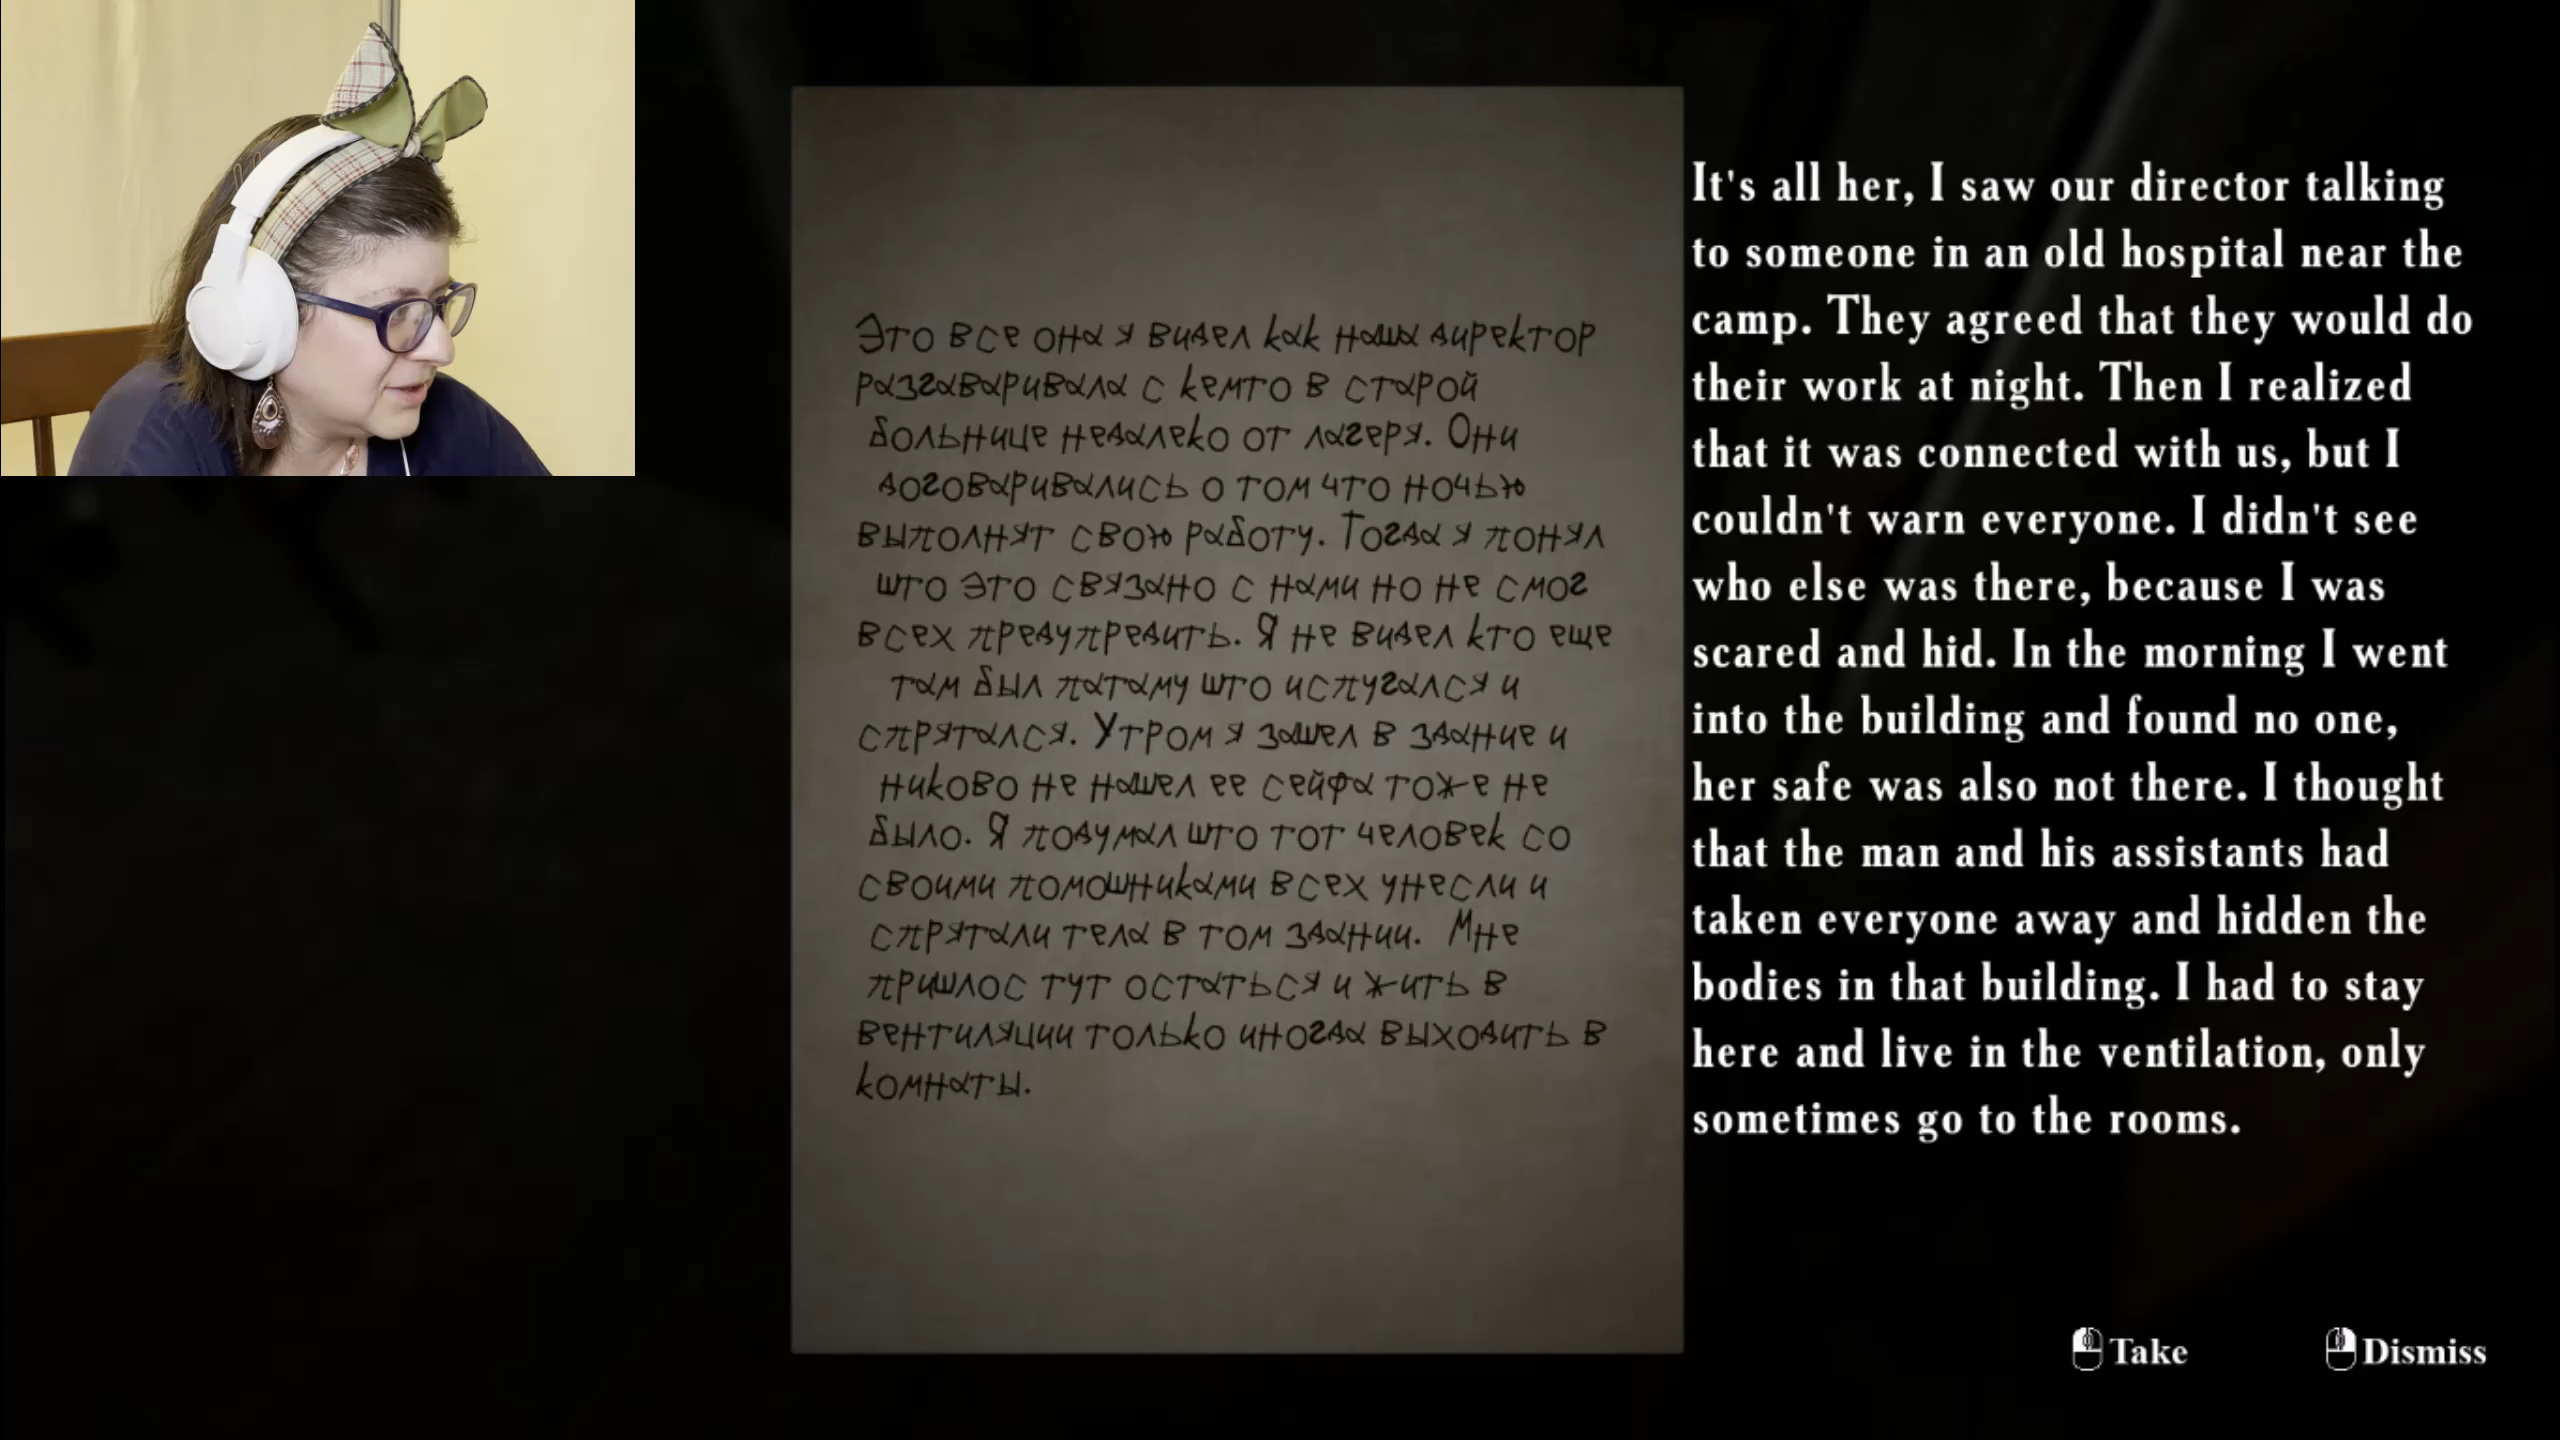 Это все она я видел как наша директор
разгаваривала с кемто в старой
больнице недалеко от лагеря. Они
договаривались о том что ночью
выполнят свою работу. Тогда я понял
што это связано с нами но не смог
всех предупредить. Я не видел кто еще
там был патаму што испугался и
спрятался. Утром я зашел в здание и
никово не нашел ее сейфа тоже не
было. Я подумал што тот человек со
своими помошниками всех унесли и
спрятали тела в том здании. Мне
пришлос тут остаться и жить в
вентиляции только иногда выходить в
комнаты.
It's all her, I saw our director talking
to someone in an old hospital near the
camp. They agreed that they would do
their work at night. Then I realized
that it was connected with us, but I
couldn't warn everyone. I didn't see
who else was there, because I was
scared and hid. In the morning I went
into the building and found no one,
her safe was also not there. I thought
that the man and his assistants had
taken everyone away and hidden the
bodies in that building. I had to stay
here and live in the ventilation, only
sometimes go to the rooms.
Take Dismiss